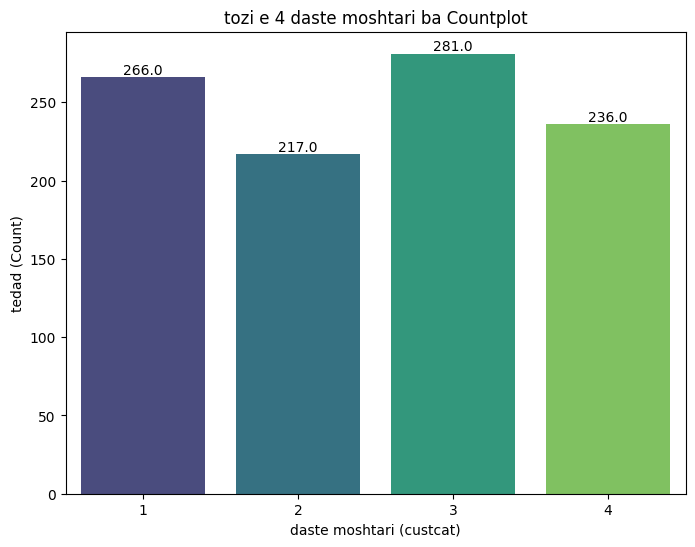 tozi e 4 daste moshtari ba Countplot
281.0
266.0
236.0
217.0
250
200
150
100
50
0
tedad (Count)
1 2 3 4
daste moshtari (custcat)